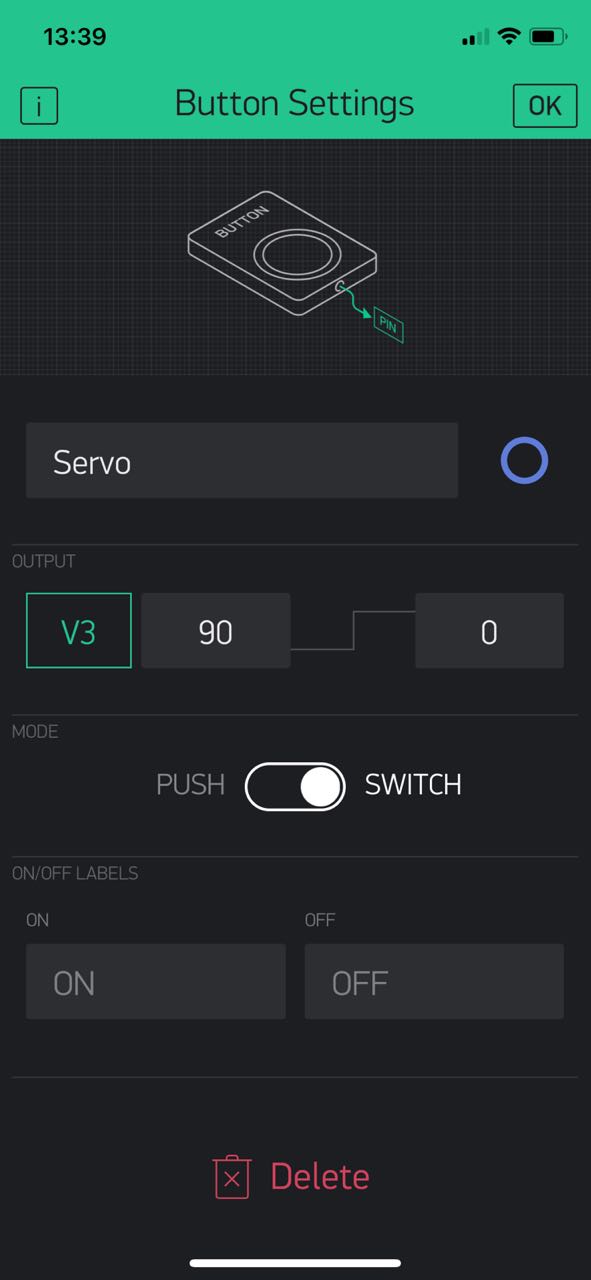 13:39
i Button Settings OK
BUTTON
PIN
Servo
OUTPUT
V3 90 0
MODE
PUSH SWITCH
ON/OFF LABELS
ON OFF
ON OFF
Delete